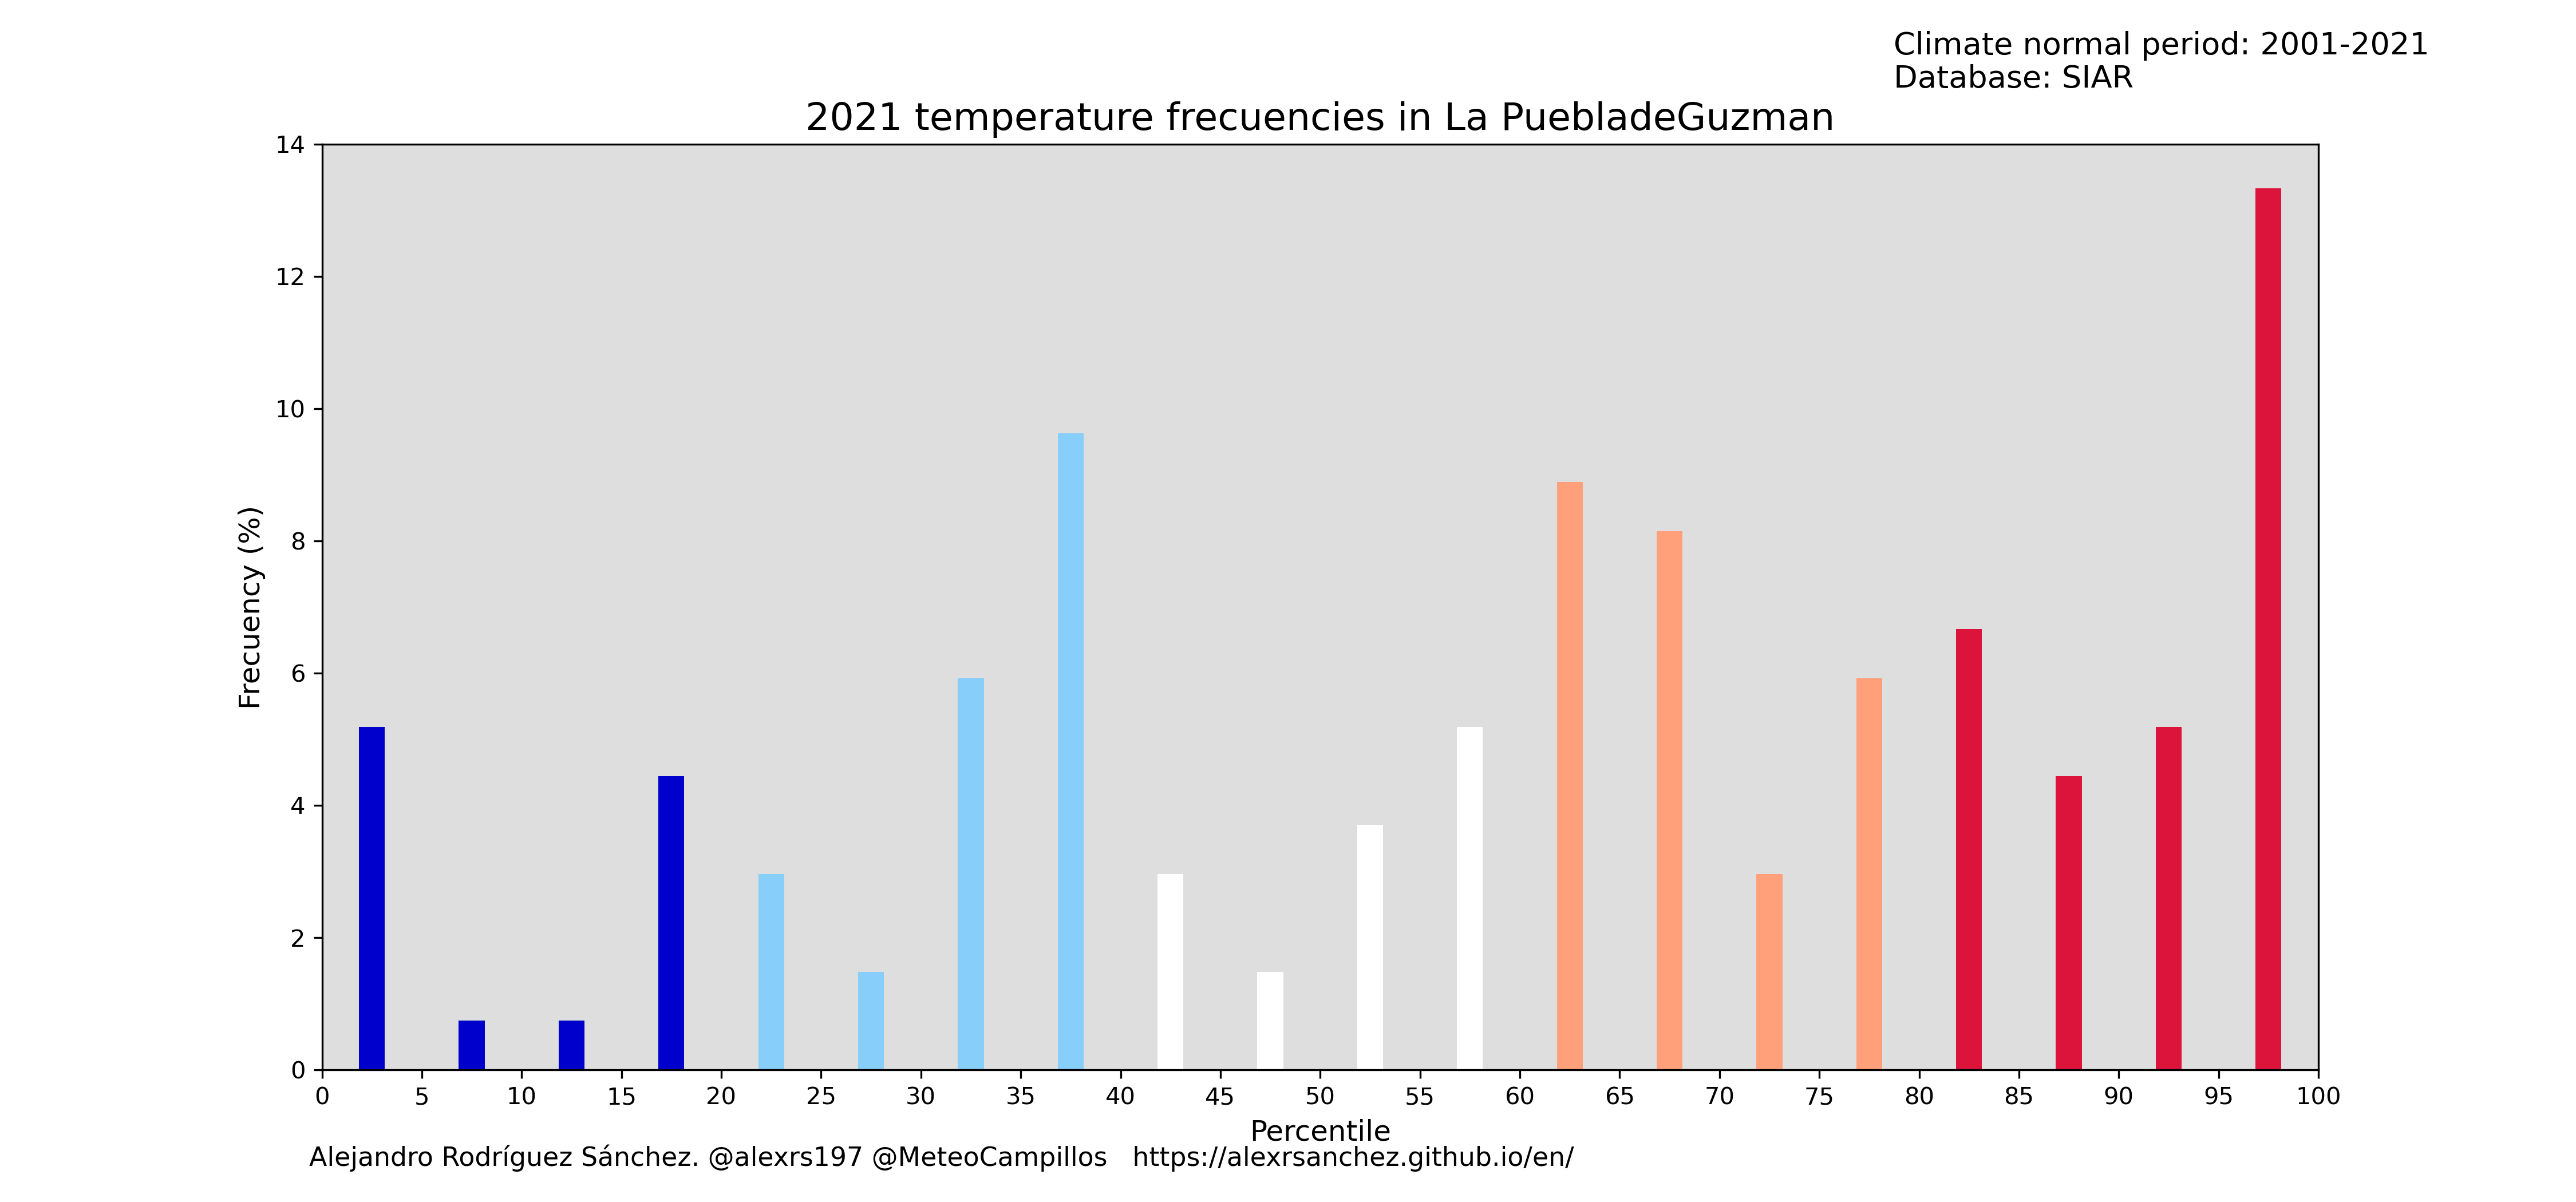 Climate normal period: 2001-2021
Database: SIAR
2021 temperature frecuencies in La PuebladeGuzman
14
12
10
8
6
4
2
0
Frecuency (%)
0 5 10 15 20 25 30 35 40 45 50 55 60 65 70 75 80 85 90 95 100
Percentile
Alejandro Rodríguez Sánchez. @alexrs197 @MeteoCampillos https://alexrsanchez.github.io/en/